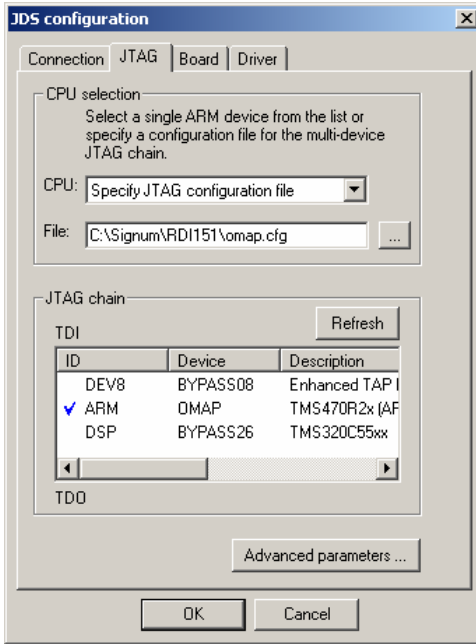 JDS configuration
Connection JTAG Board Driver
CPU selection
Select a single ARM device from the list or
specify a configuration file for the multi-device
JTAG chain.
CPU: Specify JTAG configuration file
File: C:\Signum\RDI151\omap.cfg ...
JTAG chain
Refresh
TDI
ID Device Description
DEV8 BYPASS08 Enhanced TAP
ARM OMAP TMS470R2x
DSP BYPASS26 TMS320C55xx
TDO
Advanced parameters ...
OK Cancel